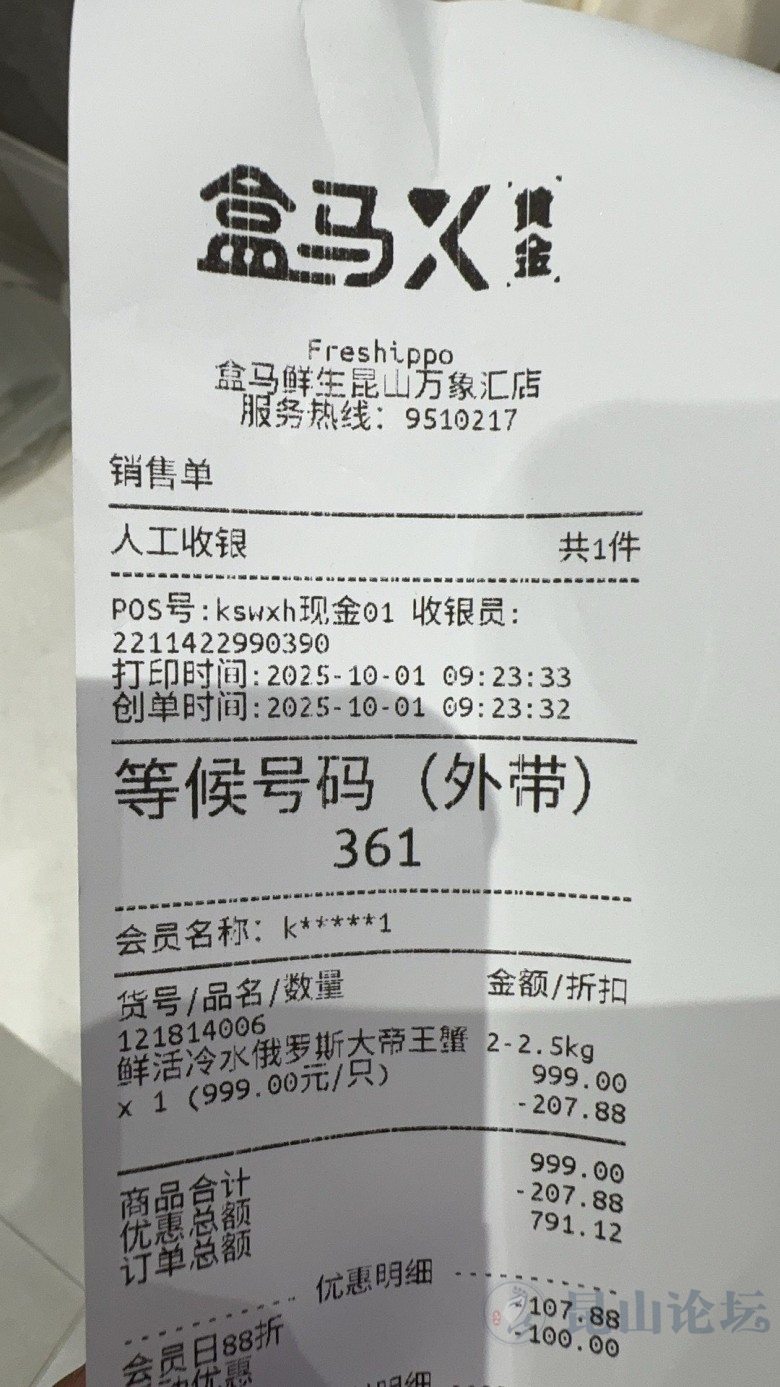 盒马X 黄金
Freshippo
盒马鲜生昆山万象汇店
服务热线：9510217
销售单
人工收银 共1件
POS号:kswxh现金01 收银员:
2211422990390
打印时间:2025-10-01 09:23:33
创单时间:2025-10-01 09:23:32
等候号码（外带）
361
会员名称：k*****1
货号/品名/数量 金额/折扣
121814006
鲜活冷水俄罗斯大帝王蟹 2-2.5kg
x 1 (999.00元/只) 999.00
-207.88
商品合计 999.00
优惠总额 -207.88
订单总额 791.12
优惠明细
会员日88折 -107.88
优惠 -100.00
明细
昆山论坛